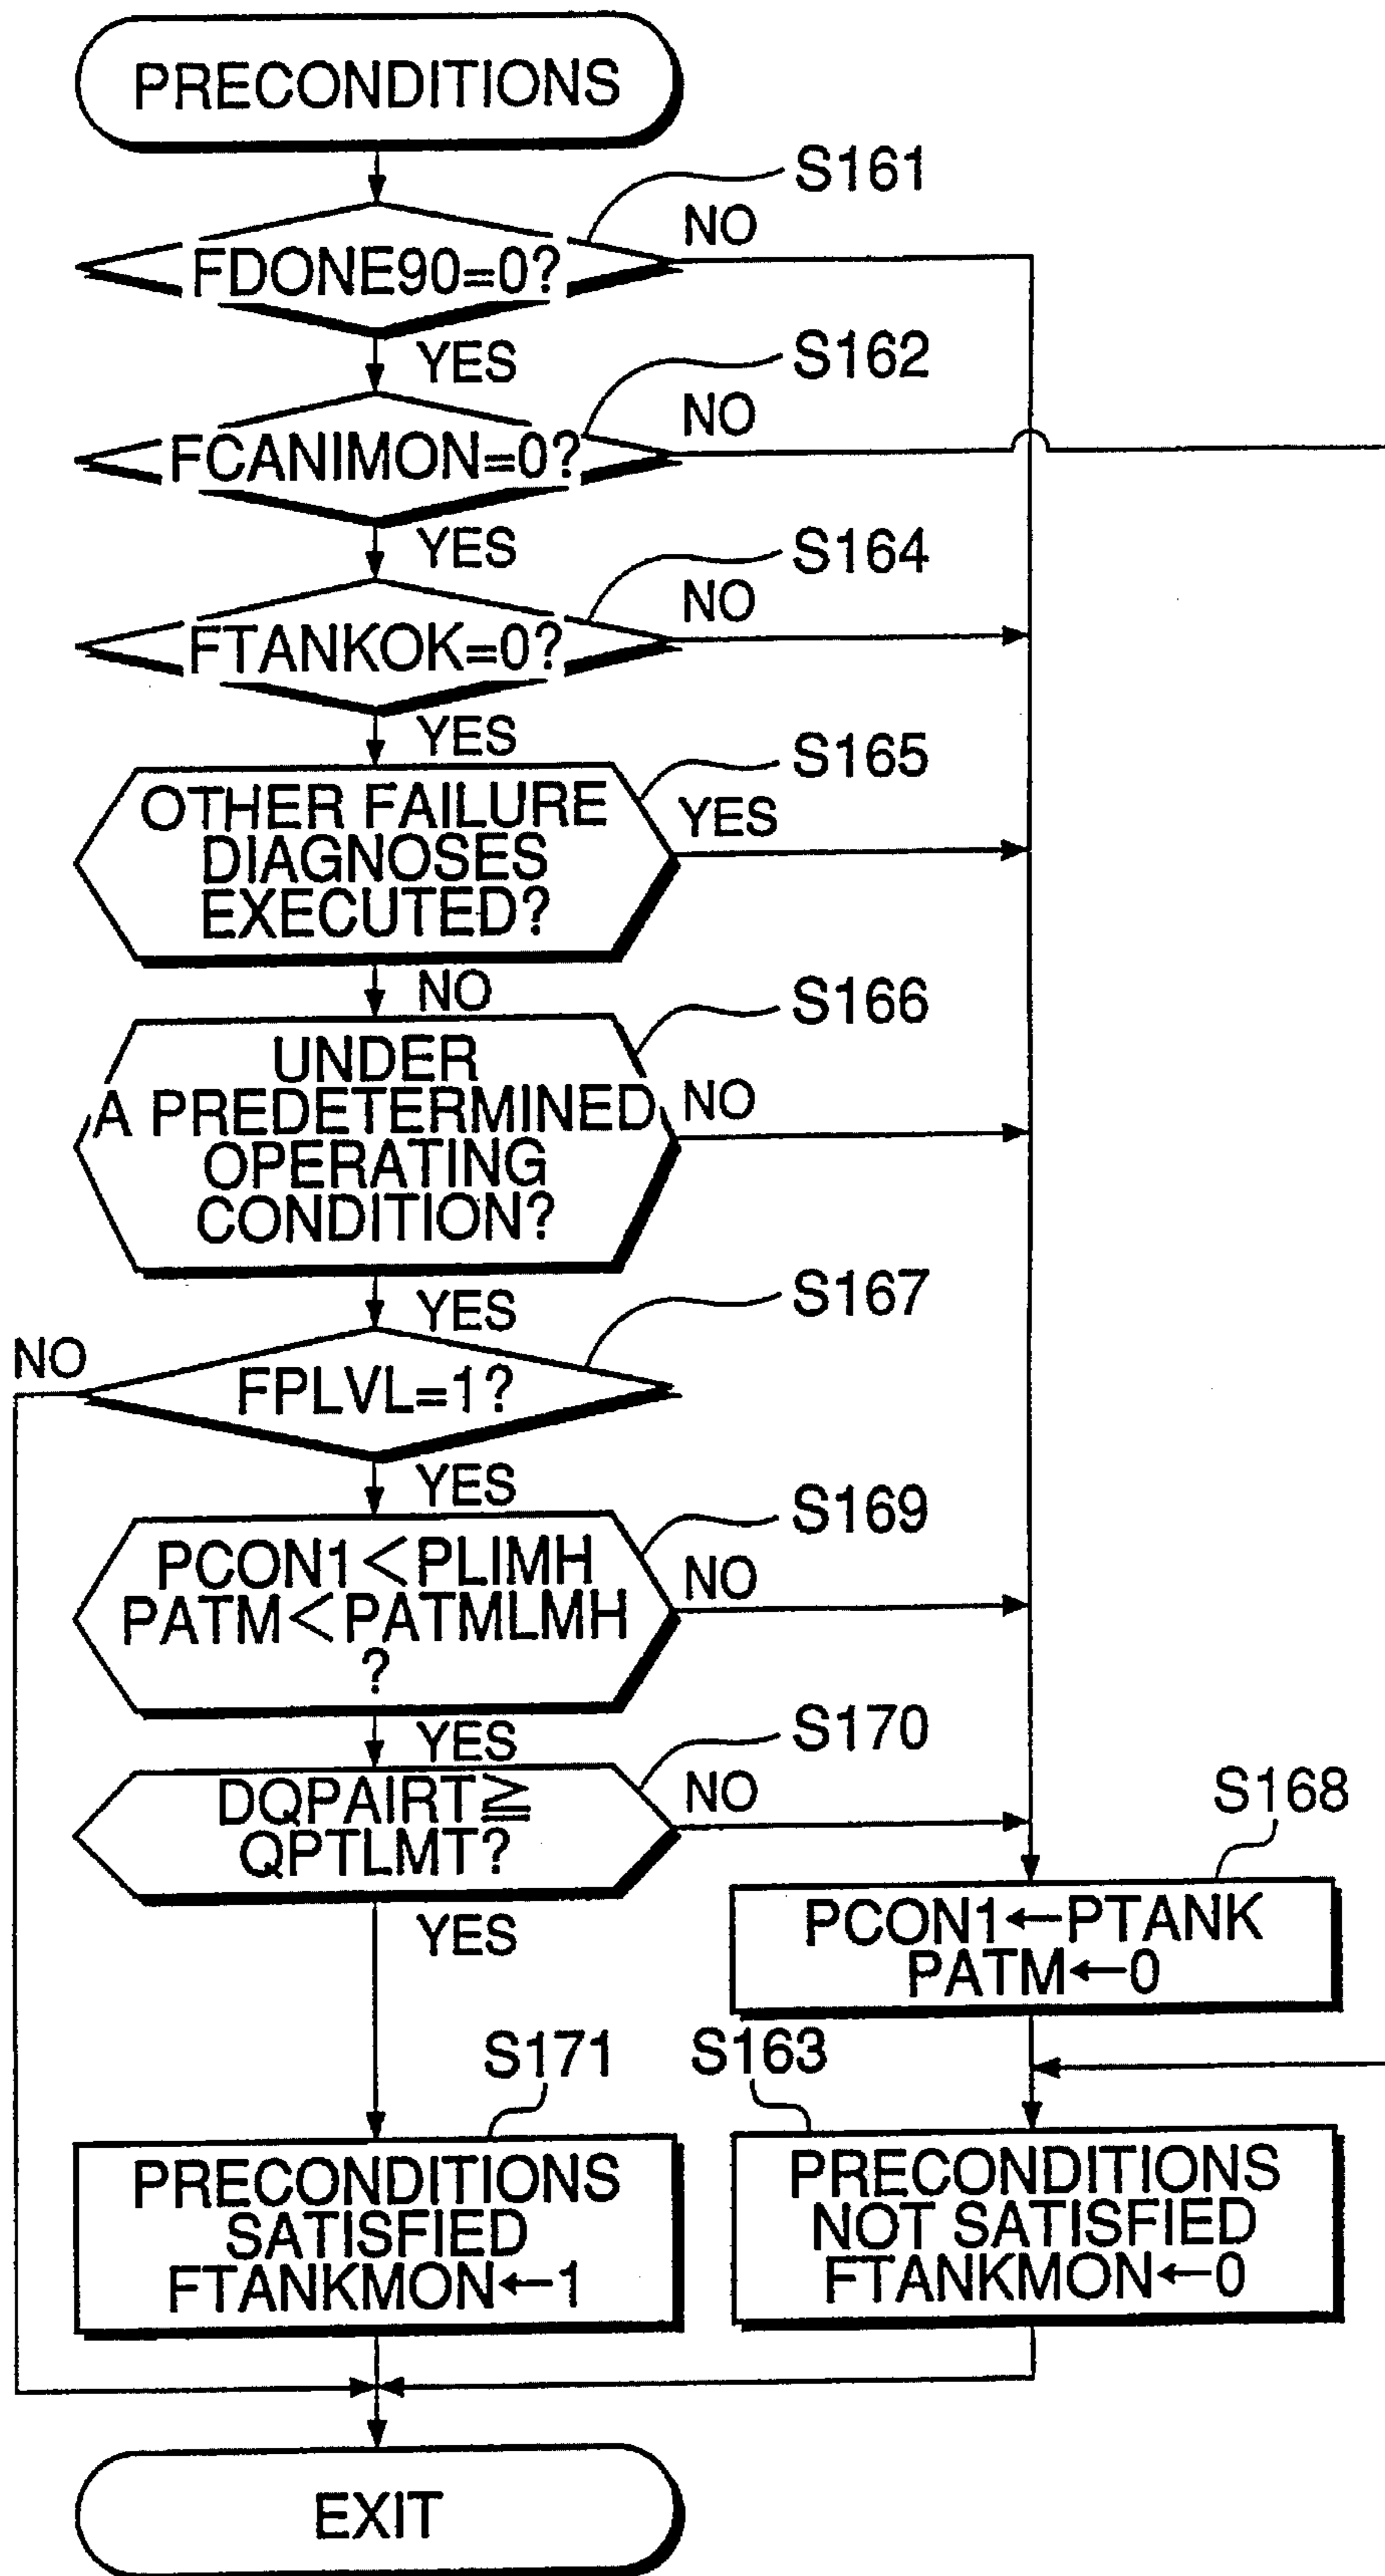 PRECONDITIONS
S161
NO
FDONE90=0?
YES
S162
NO
FCANIMON=0?
YES
S164
NO
FTANKOK=0?
YES
S165
OTHER FAILURE
YES
DIAGNOSES
EXECUTED?
NO
S166
UNDER
A PREDETERMINED
NO
OPERATING
CONDITION?
YES
S167
NO
FPLVL=1?
YES
S169
PCON1<PLIMH
NO
PATM<PATMLMH
?
YES
S170
DQPAIRT≧
NO
QPTLMT?
YES
S168
PCON1←PTANK
PATM←0
S171
PRECONDITIONS
SATISFIED
FTANKMON←1
S163
PRECONDITIONS
NOT SATISFIED
FTANKMON←0
EXIT